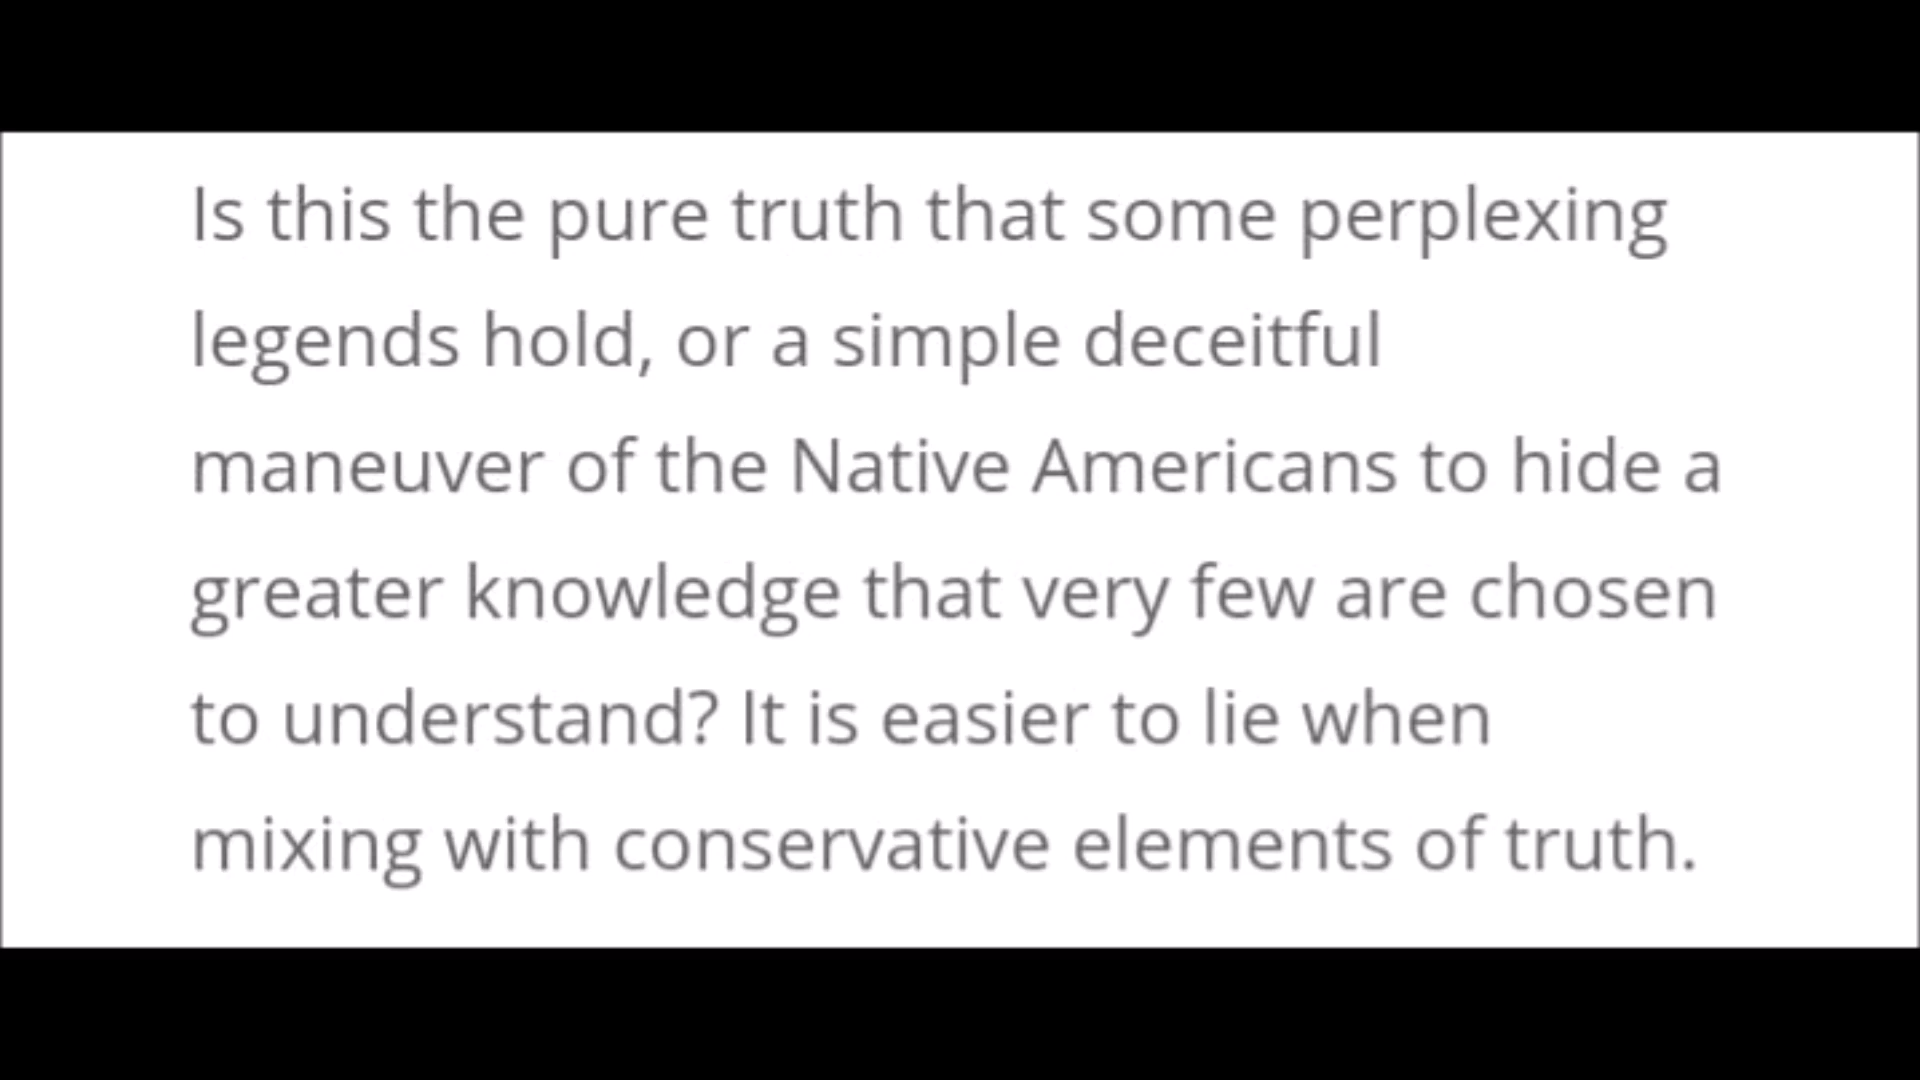 Is this the pure truth that some perplexing
legends hold, or a simple deceitful
maneuver of the Native Americans to hide a
greater knowledge that very few are chosen
to understand? It is easier to lie when
mixing with conservative elements of truth.